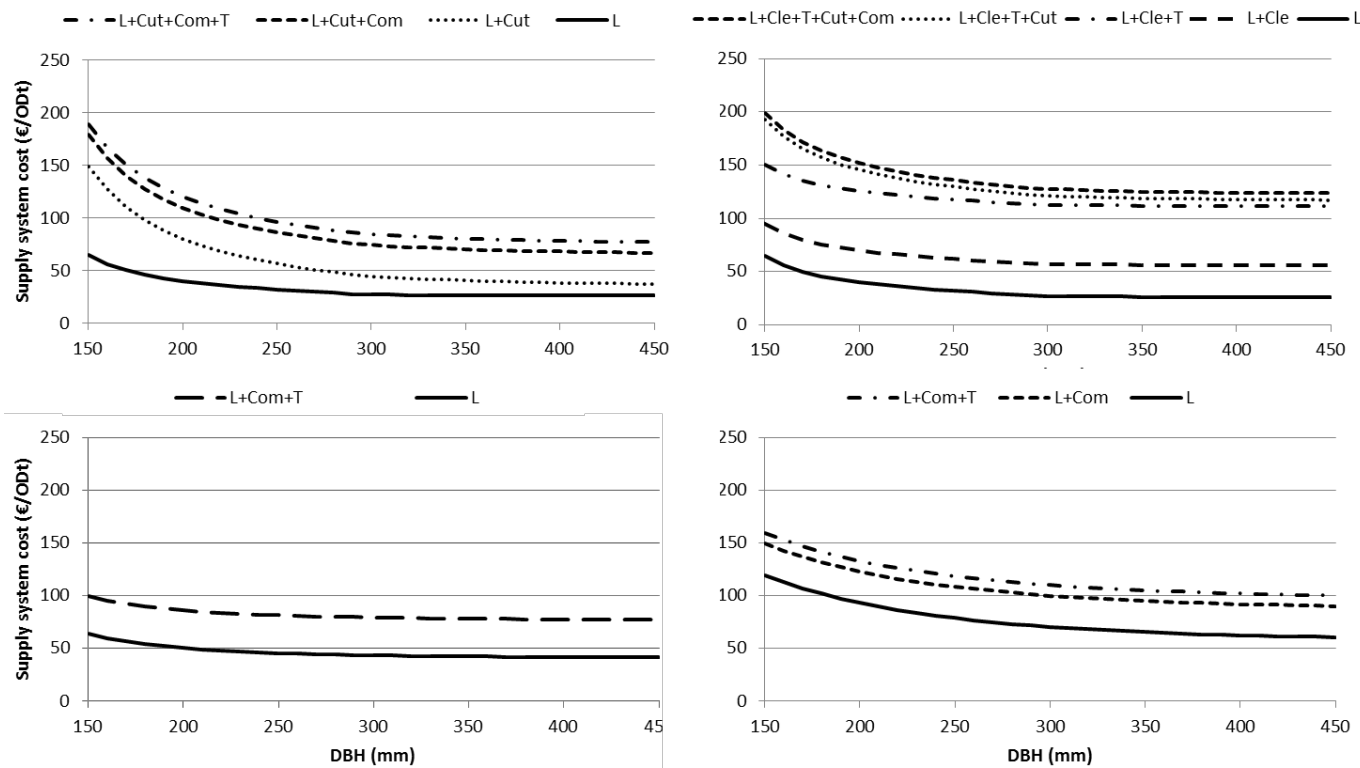 L+Cut+Com+T L+Cut+Com L+Cut L
Supply system cost (€/ODt)
250
200
150
100
50
0
150 200 250 300 350 400 450
L+Cle+T+Cut+Com L+Cle+T+Cut L+Cle+T L+Cle L
250
200
150
100
50
0
150 200 250 300 350 400 450
L+Com+T L
Supply system cost (€/ODt)
250
200
150
100
50
0
150 200 250 300 350 400 45
DBH (mm)
L+Com+T L+Com L
250
200
150
100
50
0
150 200 250 300 350 400 450
DBH (mm)